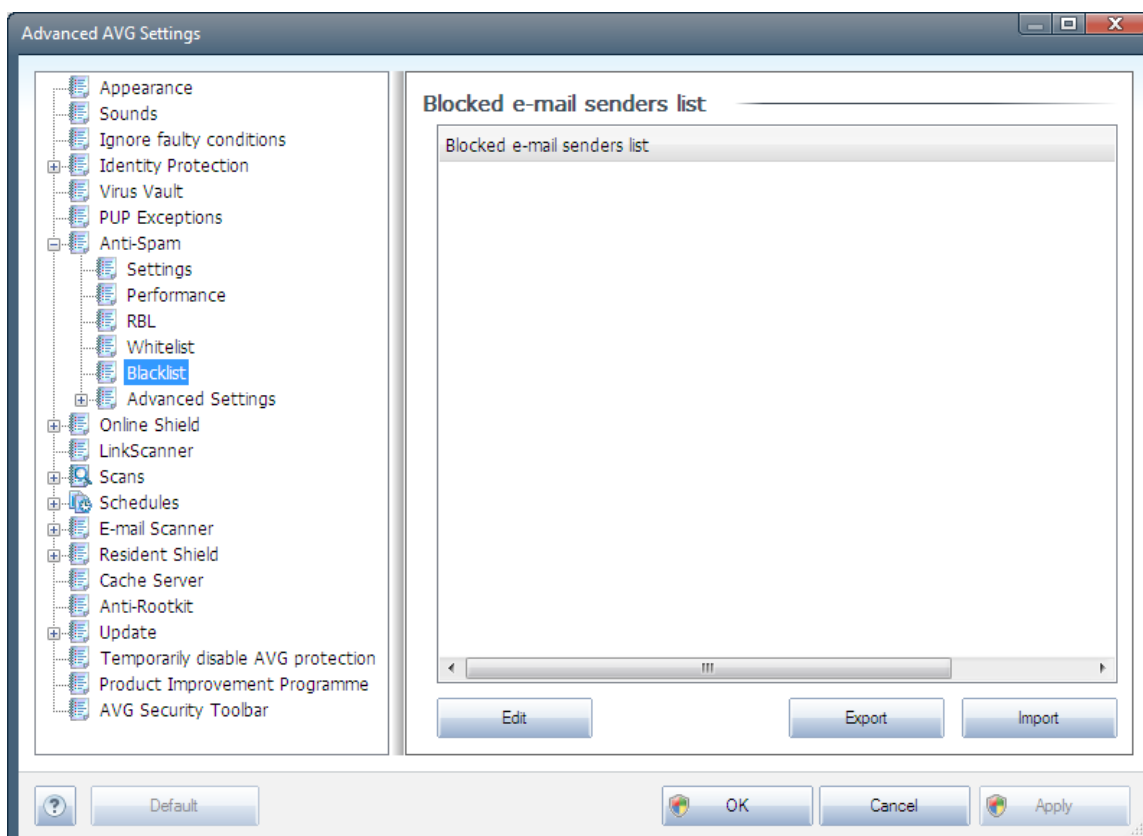 Advanced AVG Settings
Appearance
Sounds
Ignore faulty conditions
Identity Protection
Virus Vault
PUP Exceptions
Anti-Spam
Settings
Performance
RBL
Whitelist
Blacklist
Advanced Settings
Online Shield
LinkScanner
Scans
Schedules
E-mail Scanner
Resident Shield
Cache Server
Anti-Rootkit
Update
Temporarily disable AVG protection
Product Improvement Programme
AVG Security Toolbar
Blocked e-mail senders list
Blocked e-mail senders list
Edit
Export
Import
?
Default
OK
Cancel
Apply